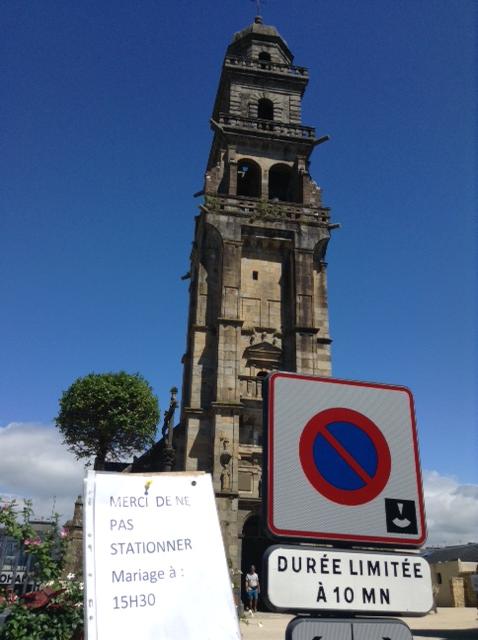 MERCI DE NE
PAS
STATIONNER
Mariage à :
15H30
DURÉE LIMITÉE
À 10 MN